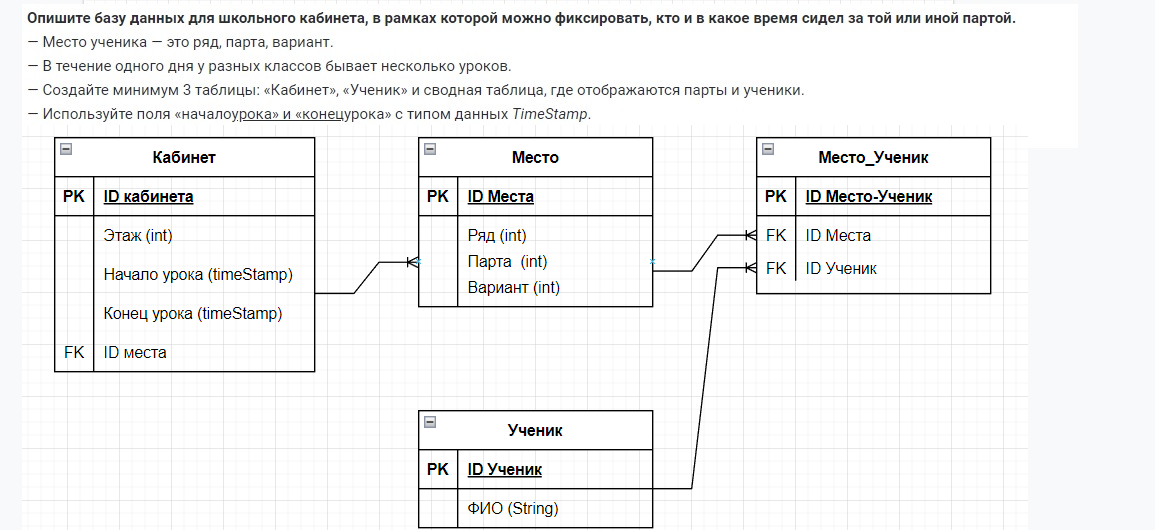 Опишите базу данных для школьного кабинета, в рамках которой можно фиксировать, кто и в какое время сидел за той или иной партой.
— Место ученика — это ряд, парта, вариант.
— В течение одного дня у разных классов бывает несколько уроков.
— Создайте минимум 3 таблицы: «Кабинет», «Ученик» и сводная таблица, где отображаются парты и ученики.
— Используйте поля «началоурока» и «конецурока» с типом данных TimeStamp.
Кабинет
PK ID кабинета
Этаж (int)
Начало урока (timeStamp)
Конец урока (timeStamp)
FK ID места
Место
PK ID Места
Ряд (int)
Парта (int)
Вариант (int)
Место_Ученик
PK ID Место-Ученик
FK ID Места
FK ID Ученик
Ученик
PK ID Ученик
ФИО (String)